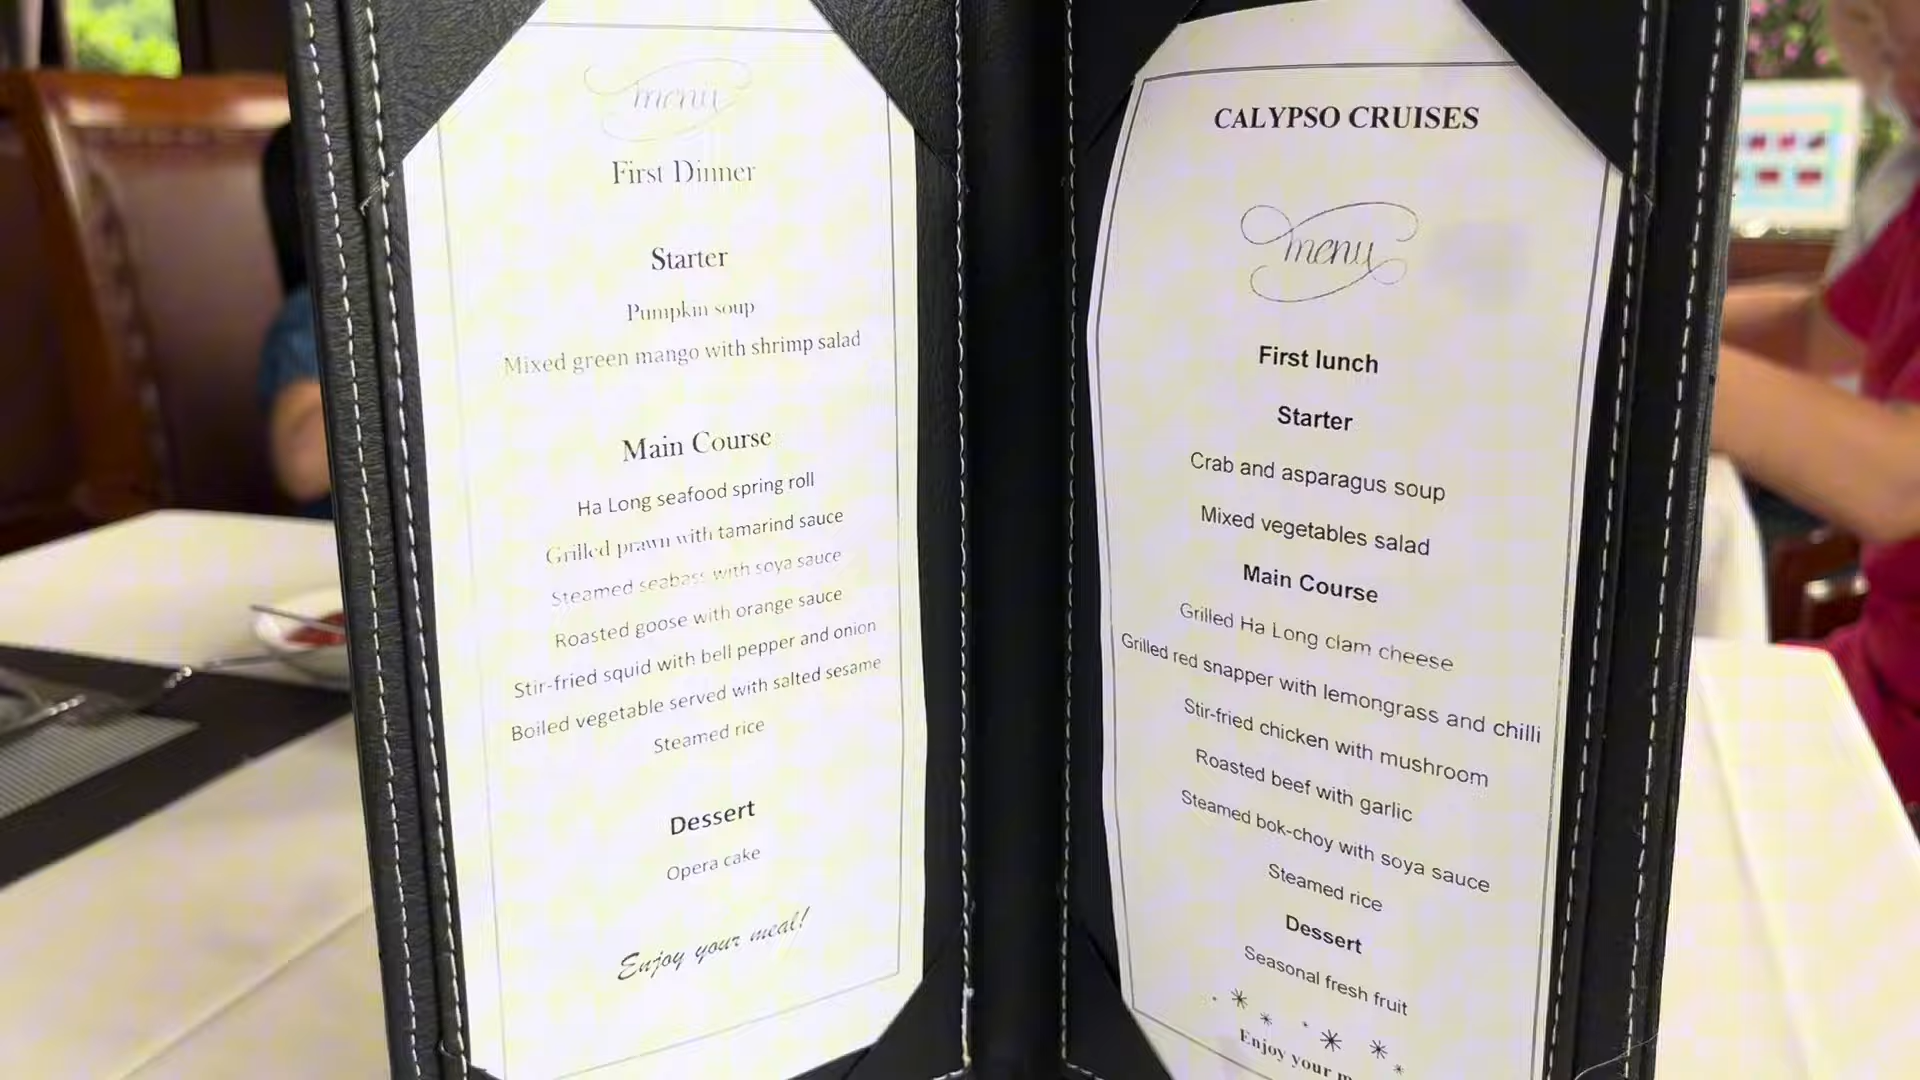 menu
First Dinner
Starter
Pumpkin soup
Mixed green mango with shrimp salad
Main Course
Ha Long seafood spring roll
Grilled prawn with tamarind sauce
Steamed seabass with soya sauce
Roasted goose with orange sauce
Stir-fried squid with bell pepper and onion
Boiled vegetable served with salted sesame
Steamed rice
Dessert
Opera cake
Enjoy your meal!
CALYPSO CRUISES
menu
First lunch
Starter
Crab and asparagus soup
Mixed vegetables salad
Main Course
Grilled Ha Long clam cheese
Grilled red snapper with lemongrass and chilli
Stir-fried chicken with mushroom
Roasted beef with garlic
Steamed bok-choy with soya sauce
Steamed rice
Dessert
Seasonal fresh fruit
Enjoy your